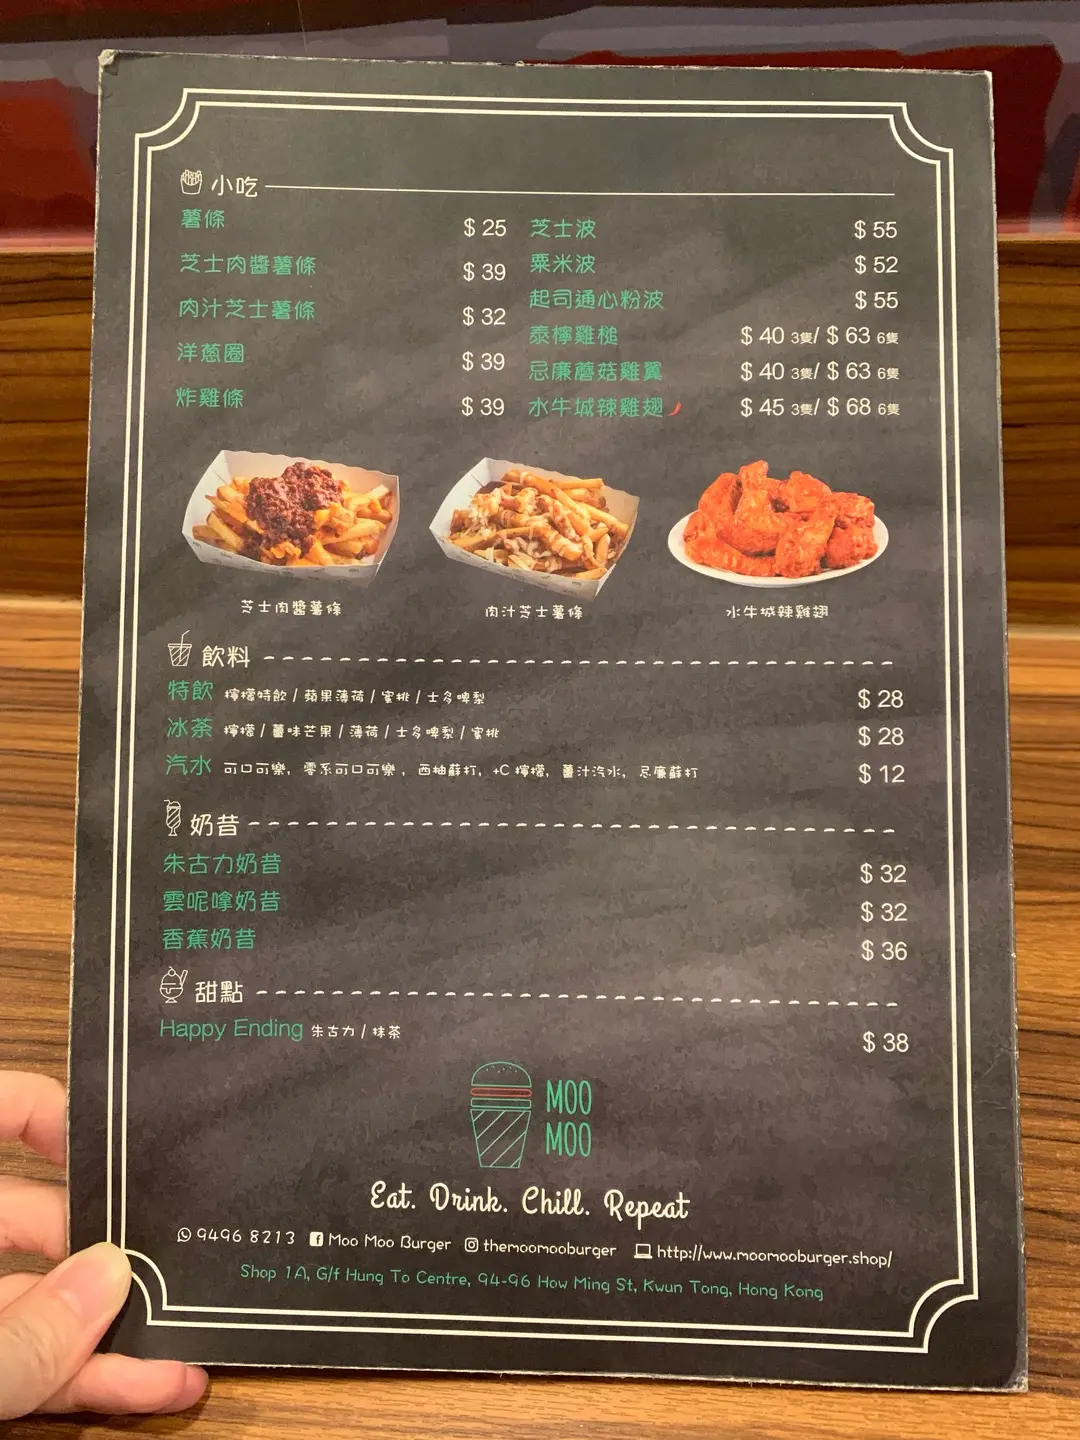 小吃
薯條 $ 25
芝士肉醬薯條 $ 39
肉汁芝士薯條 $ 32
洋蔥圈 $ 39
炸雞條 $ 39
芝士波 $ 55
粟米波 $ 52
起司通心粉波 $ 55
泰檸雞槌 $ 40 3隻/ $ 63 6隻
忌廉蘑菇雞翼 $ 40 3隻/ $ 63 6隻
水牛城辣雞翅 $ 45 3隻/ $ 68 6隻
芝士肉醬薯條
肉汁芝士薯條
水牛城辣雞翅
飲料
特飲 檸檬特飲 / 蘋果薄荷 / 蜜桃 / 士多啤梨 $ 28
冰茶 檸檬 / 薑味芒果 / 薄荷 / 士多啤梨 / 蜜桃 $ 28
汽水 可口可樂, 零系可口可樂, 西柚蘇打, +C 檸檬, 薑汁汽水, 忌廉蘇打 $ 12
奶昔
朱古力奶昔 $ 32
雲呢嗱奶昔 $ 32
香蕉奶昔 $ 36
甜點
Happy Ending 朱古力 / 抹茶 $ 38
MOO
MOO
Eat. Drink. Chill. Repeat
9496 8213 Moo Moo Burger themoomooburger http://www.moomooburger.shop/
Shop 1A, G/f Hung To Centre, 94-96 How Ming St, Kwun Tong, Hong Kong